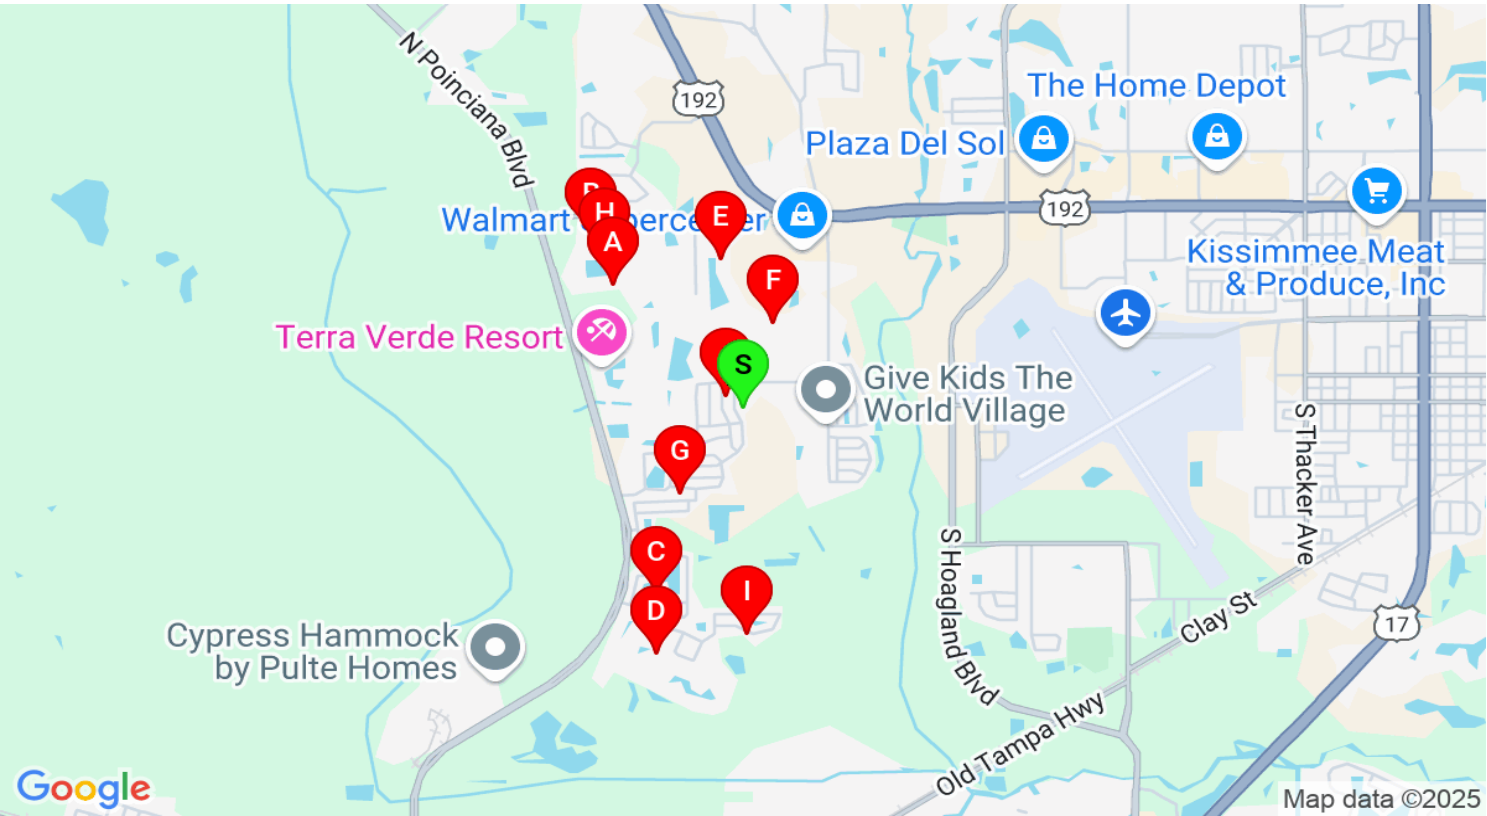 N Poinciana Blvd
192
The Home Depot
Plaza Del Sol
H
Walmart
E
192
A
Kissimmee Meat
& Produce, Inc
F
Terra Verde Resort
S
Give Kids The
World Village
G
S Thacker Ave
C
S Hoagland Blvd
I
D
Clay St
17
Cypress Hammock
by Pulte Homes
Old Tampa Hwy
Google
Map data ©2025